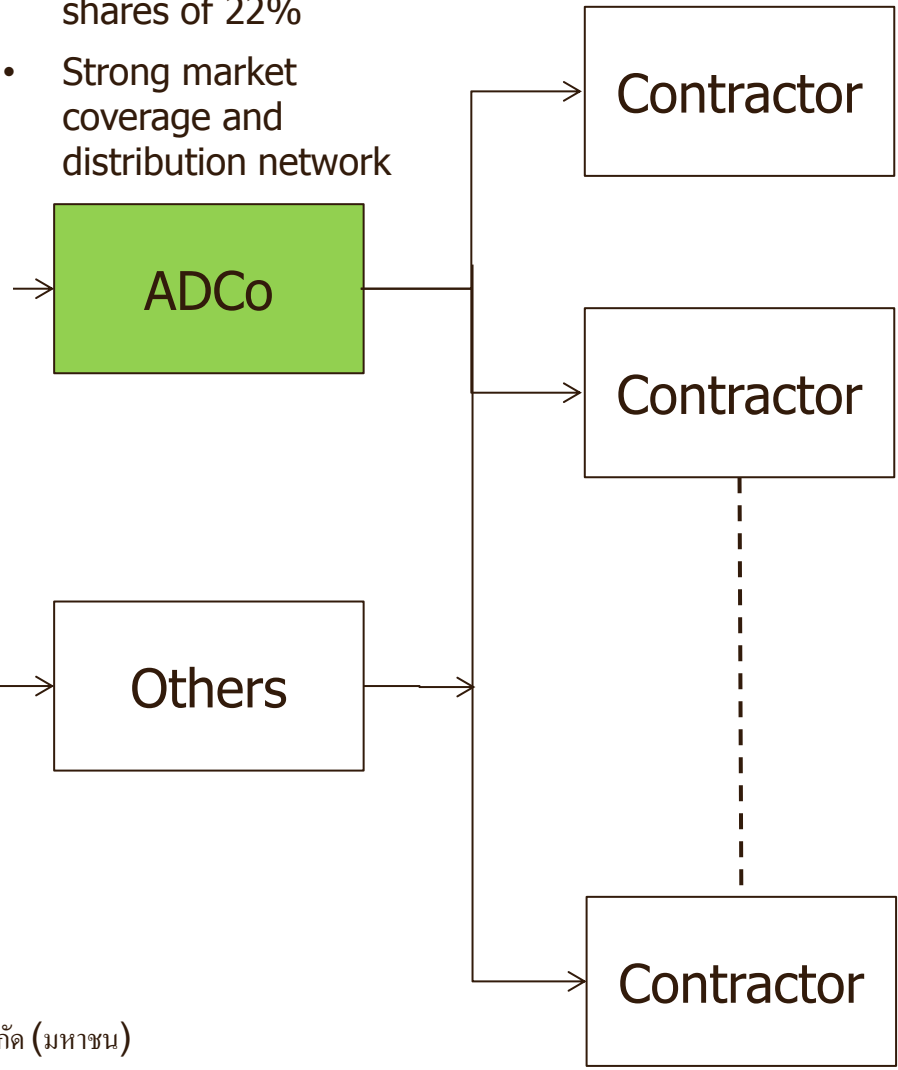 shares of 22%
• Strong market
coverage and
distribution network
Contractor
ADCo
Contractor
Others
Contractor
กัด (มหาชน)